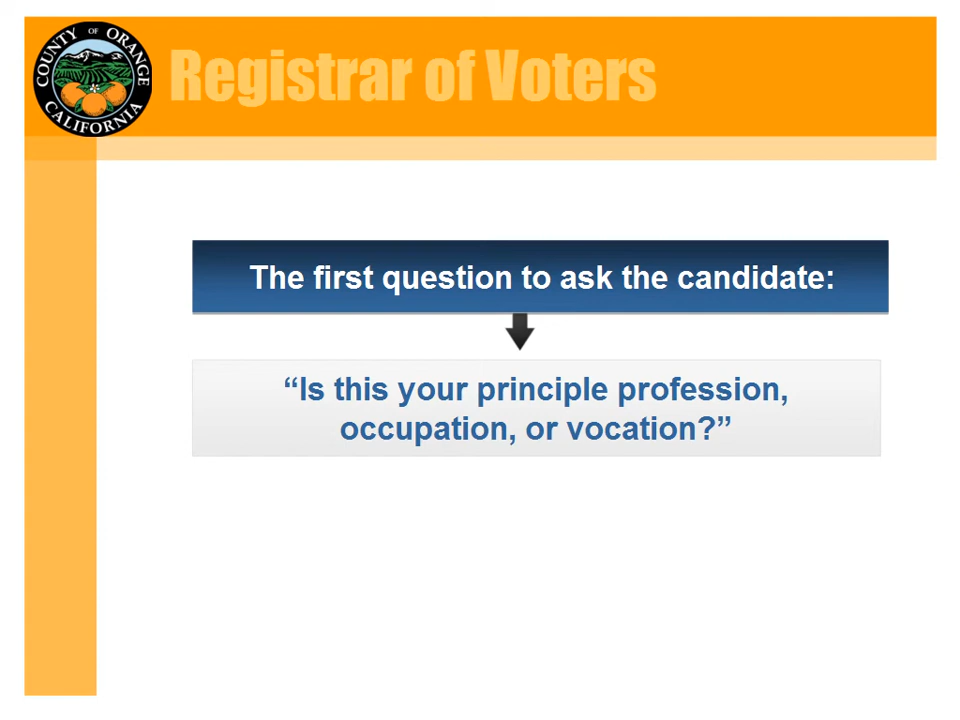 COUNTY OF ORANGE
CALIFORNIA
Registrar of Voters
The first question to ask the candidate:
“Is this your principle profession,
occupation, or vocation?”